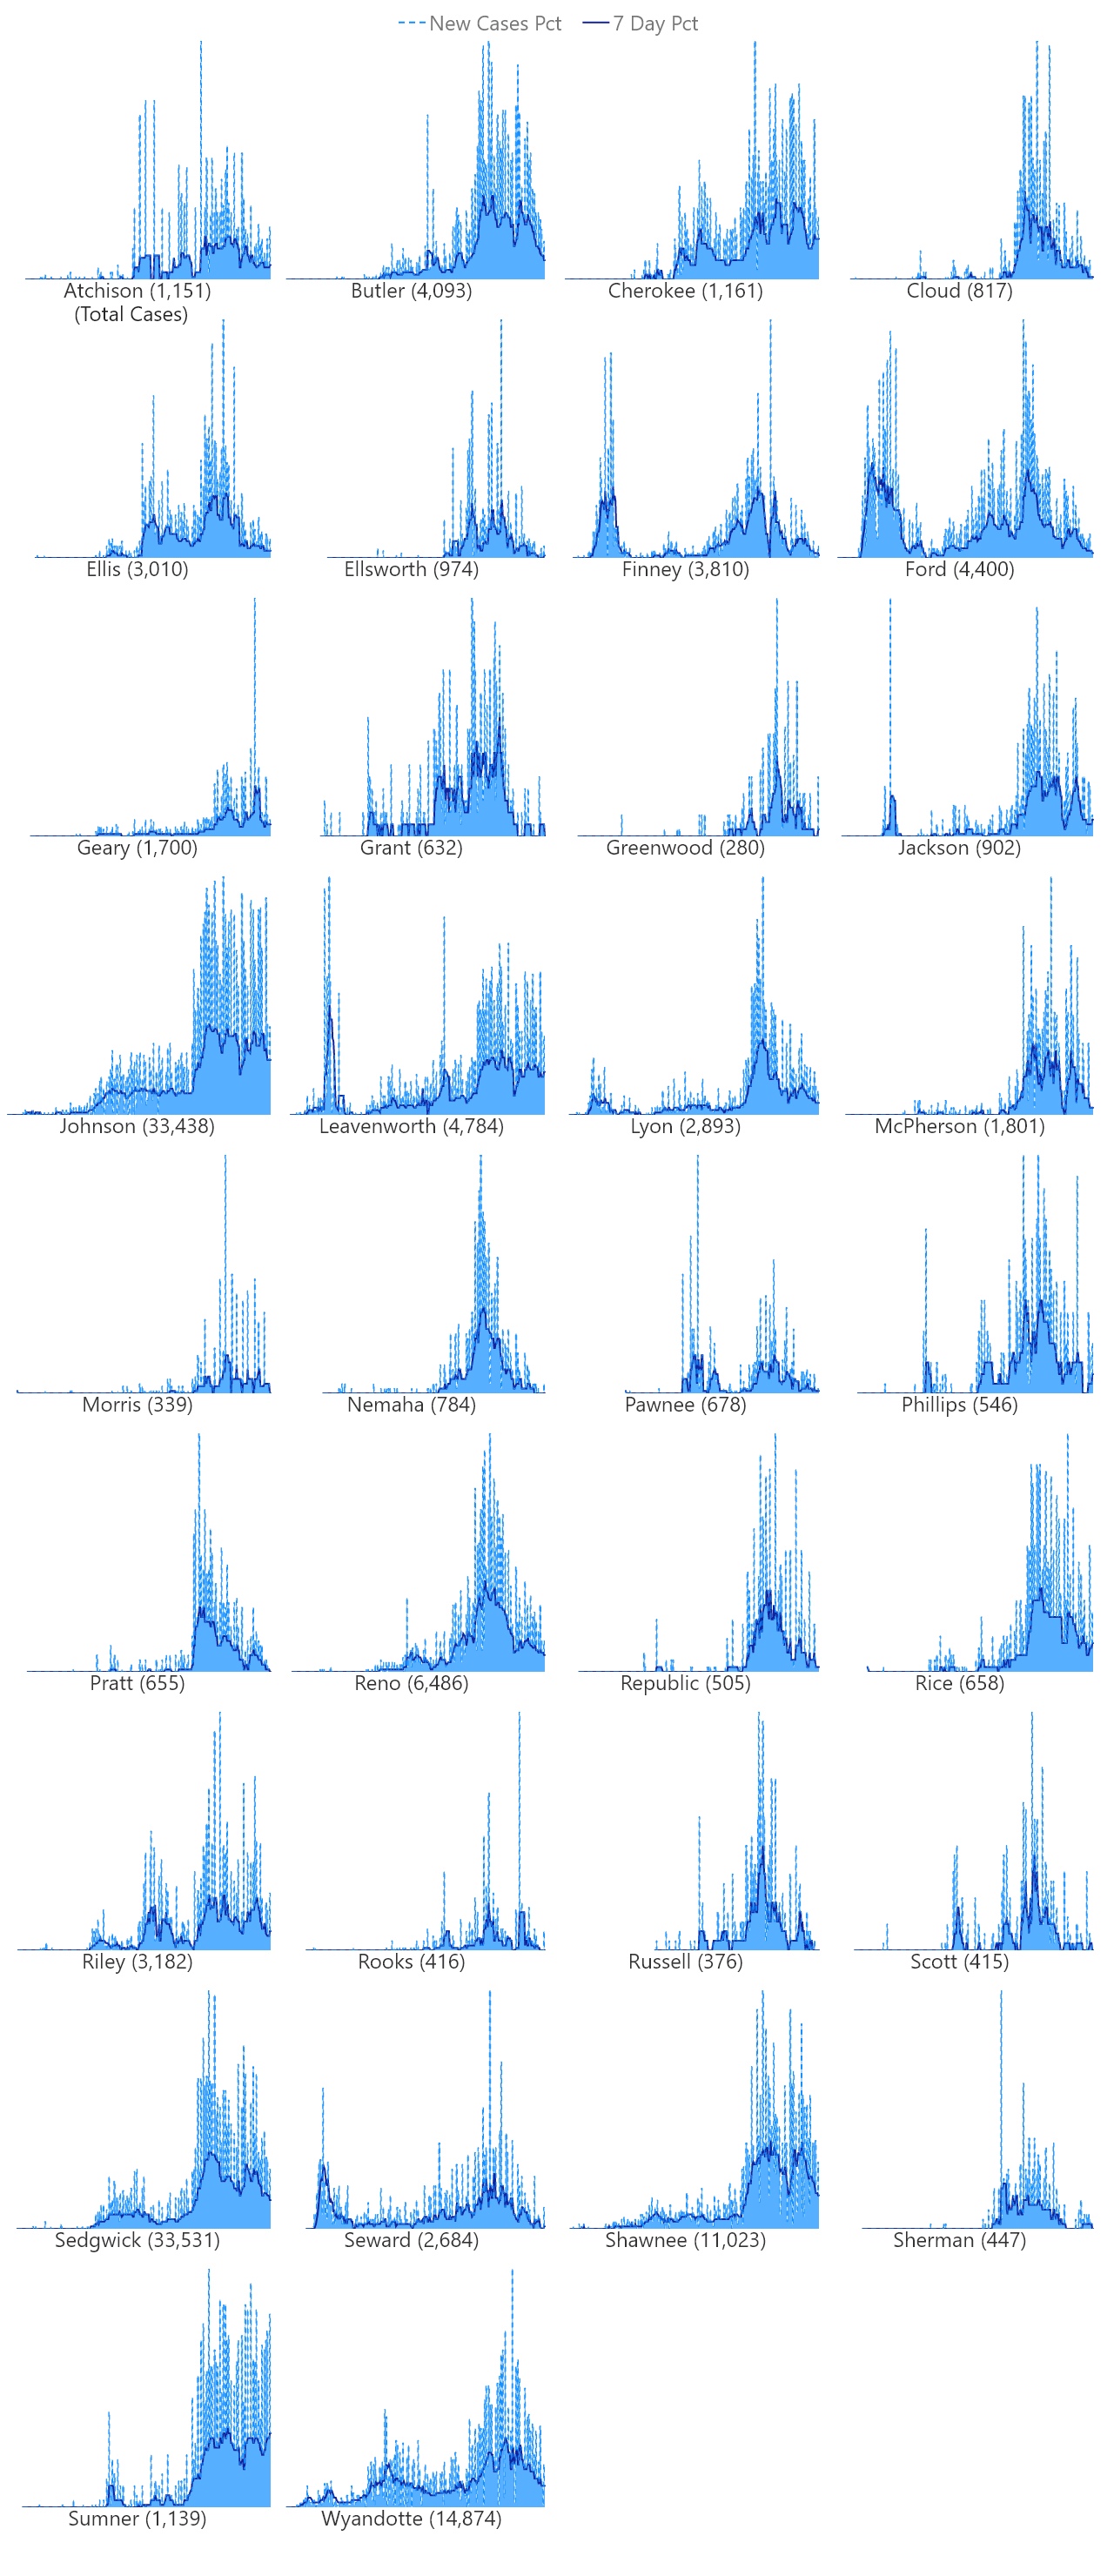 New Cases Pct 7 Day Pct
Atchison (1,151) Butler (4,093) Cherokee (1,161) Cloud (817)
(Total Cases)
Ellis (3,010) Ellsworth (974) Finney (3,810) Ford (4,400)
Geary (1,700) Grant (632) Greenwood (280) Jackson (902)
Johnson (33,438) Leavenworth (4,784) Lyon (2,893) McPherson (1,801)
Morris (339) Nemaha (784) Pawnee (678) Phillips (546)
Pratt (655) Reno (6,486) Republic (505) Rice (658)
Riley (3,182) Rooks (416) Russell (376) Scott (415)
Sedgwick (33,531) Seward (2,684) Shawnee (11,023) Sherman (447)
Sumner (1,139) Wyandotte (14,874)